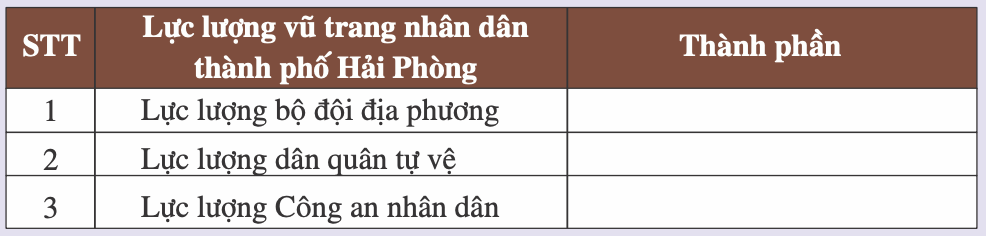 STT
Lực lượng vũ trang nhân dân
thành phố Hải Phòng
Thành phần
1 Lực lượng bộ đội địa phương
2 Lực lượng dân quân tự vệ
3 Lực lượng Công an nhân dân